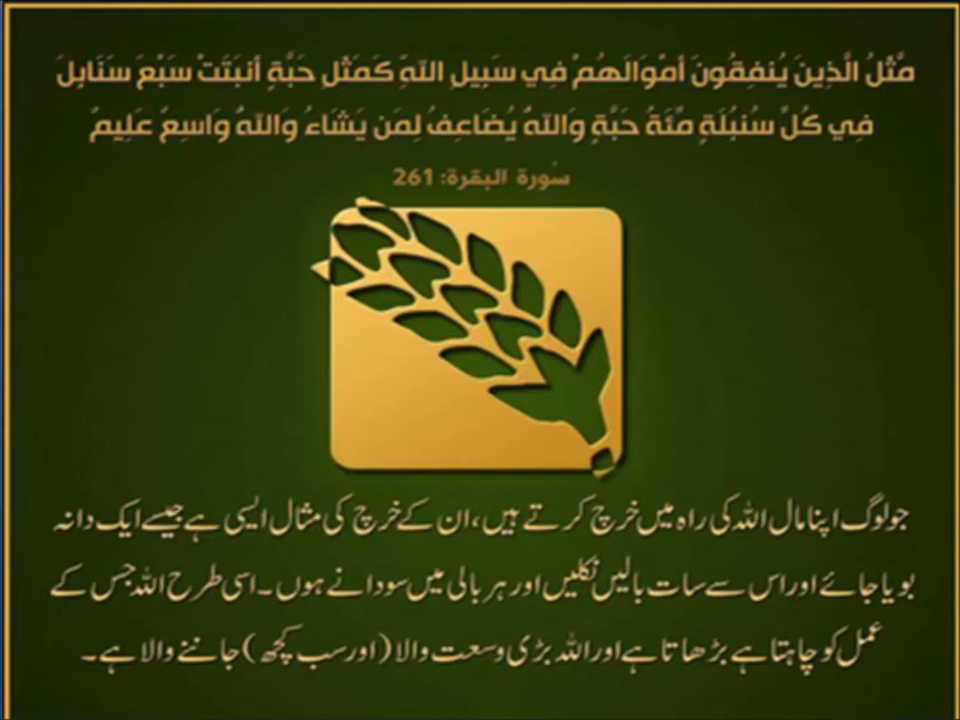 مَّثَلُ الَّذِينَ يُنفِقُونَ أَمْوَالَهُمْ فِي سَبِيلِ اللّهِ كَمَثَلِ حَبَّةٍ أَنبَتَتْ سَبْعَ سَنَابِلَ
فِي كُلِّ سُنبُلَةٍ مِّئَةُ حَبَّةٍ وَاللّهُ يُضَاعِفُ لِمَن يَشَاءُ وَاللّهُ وَاسِعٌ عَلِيمٌ
سُورة البقرة: 261
جو لوگ اپنا مال اللہ کی راہ میں خرچ کرتے ہیں، ان کے خرچ کی مثال ایسی ہے جیسے ایک دانہ
بویا جائے اور اس سے سات بالیں نکلیں اور ہر بالی میں سو دانے ہوں۔ اسی طرح اللہ جس کے
عمل کو چاہتا ہے بڑھاتا ہے اور اللہ بڑی وسعت والا (اور سب کچھ) جاننے والا ہے۔